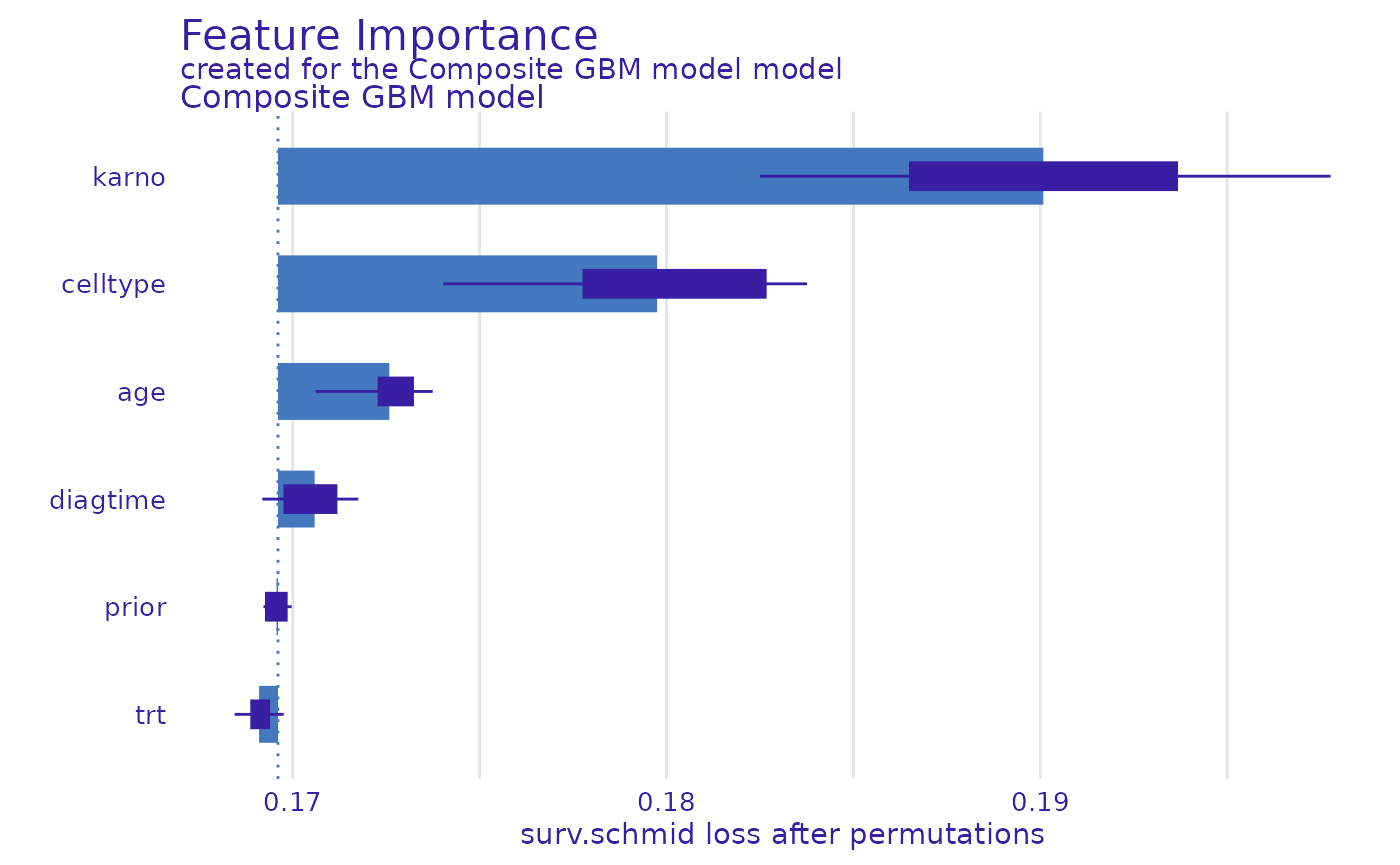 Feature Importance
created for the Composite GBM model model
Composite GBM model
karno
celltype
age
diagtime
prior
trt
0.17 0.18 0.19
surv.schmid loss after permutations